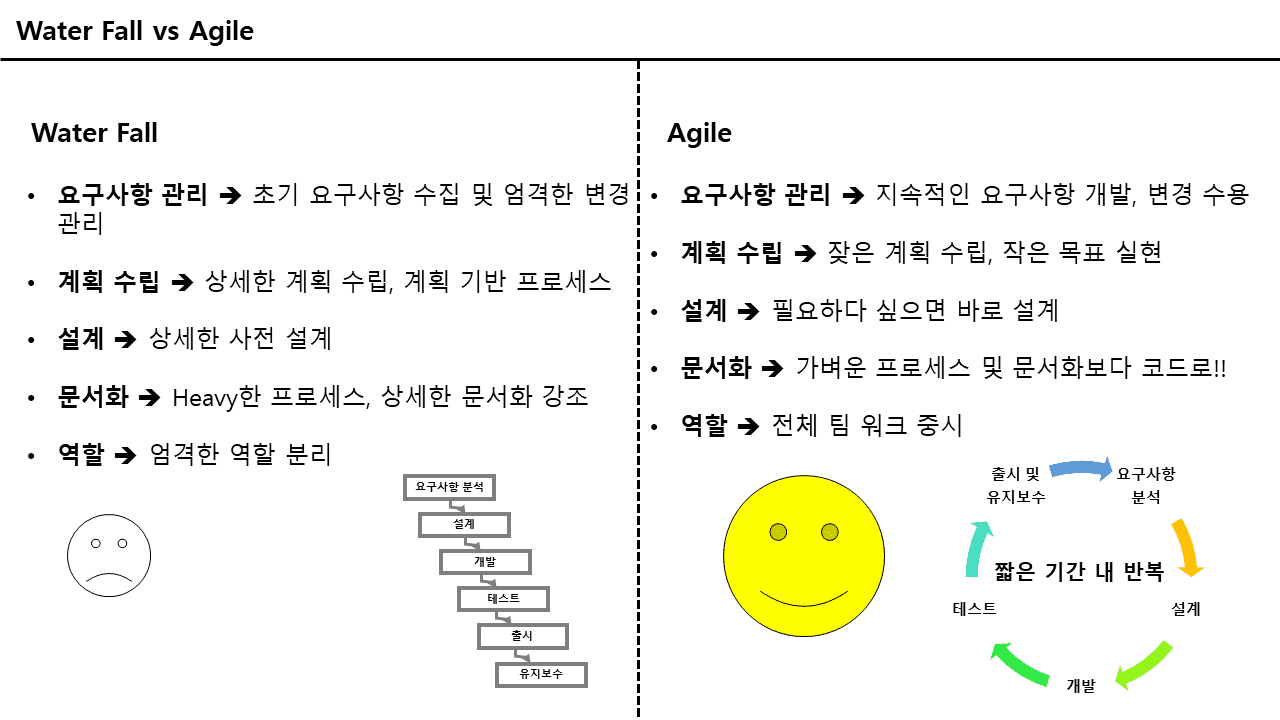 Water Fall vs Agile
Water Fall
• 요구사항 관리 ➔ 초기 요구사항 수집 및 엄격한 변경
관리
• 계획 수립 ➔ 상세한 계획 수립, 계획 기반 프로세스
• 설계 ➔ 상세한 사전 설계
• 문서화 ➔ Heavy한 프로세스, 상세한 문서화 강조
• 역할 ➔ 엄격한 역할 분리
요구사항 분석
설계
개발
테스트
출시
유지보수
Agile
• 요구사항 관리 ➔ 지속적인 요구사항 개발, 변경 수용
• 계획 수립 ➔ 잦은 계획 수립, 작은 목표 실현
• 설계 ➔ 필요하다 싶으면 바로 설계
• 문서화 ➔ 가벼운 프로세스 및 문서화보다 코드로!!
• 역할 ➔ 전체 팀 워크 중시
출시 및
유지보수
요구사항
분석
짧은 기간 내 반복
테스트
설계
개발